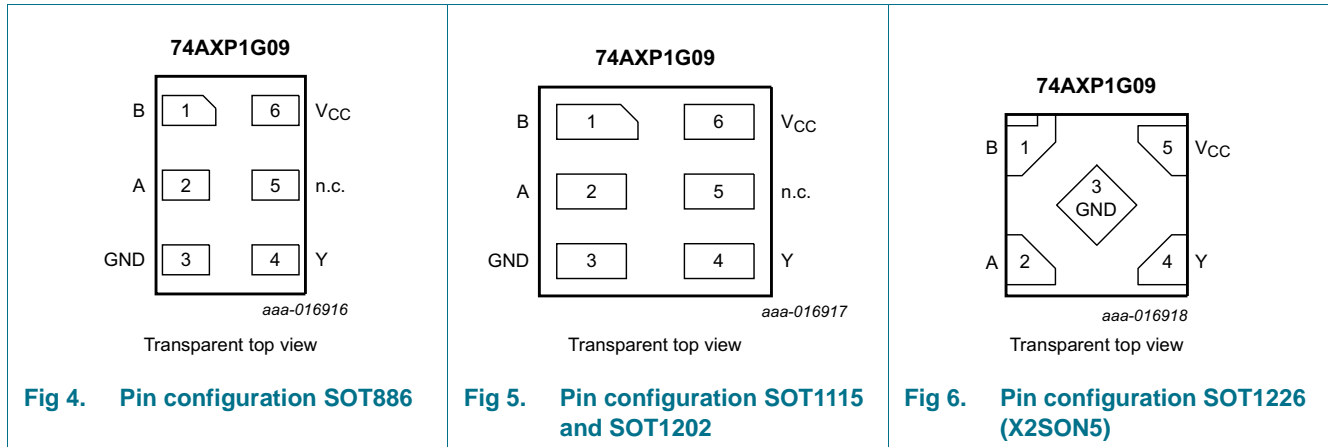 74AXP1G09
B 1 6 VCC
A 2 5 n.c.
GND 3 4 Y
aaa-016916
Transparent top view
Fig 4. Pin configuration SOT886
74AXP1G09
B 1 6 VCC
A 2 5 n.c.
GND 3 4 Y
aaa-016917
Transparent top view
Fig 5. Pin configuration SOT1115
and SOT1202
74AXP1G09
B 1 5 VCC
3
GND
A 2 4 Y
aaa-016918
Transparent top view
Fig 6. Pin configuration SOT1226
(X2SON5)